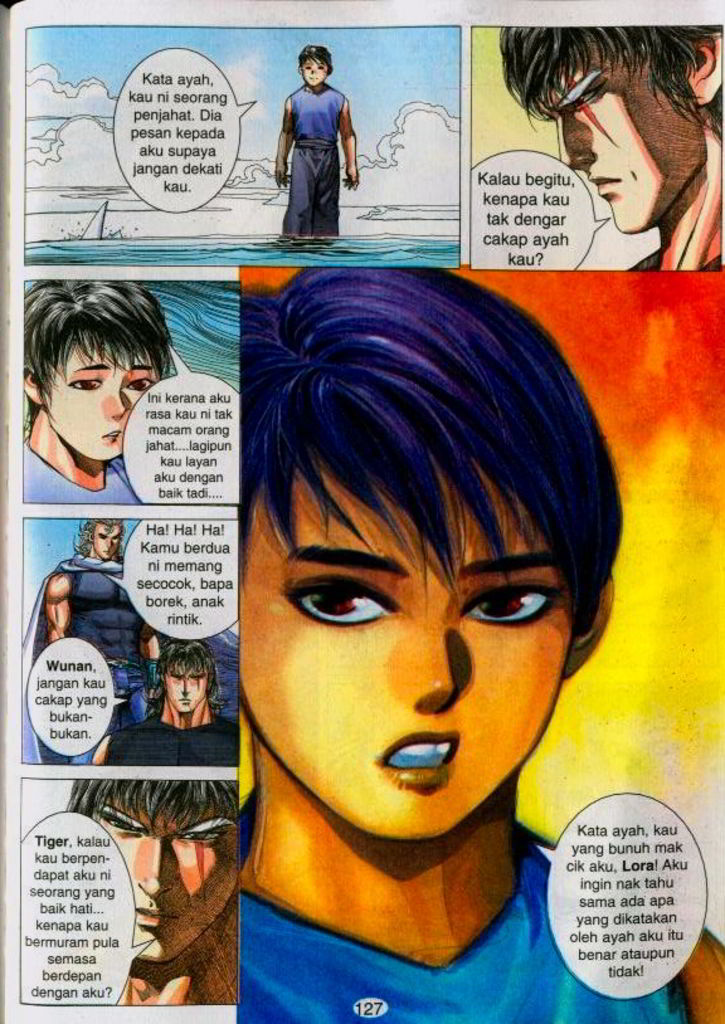 Kata ayah,
kau ni seorang
penjahat. Dia
pesan kepada
aku supaya
jangan dekati
kau.
Kalau begitu,
kenapa kau
tak dengar
cakap ayah
kau?
Ini kerana aku
rasa kau ni tak
macam orang
jahat....lagipun
kau layan
aku dengan
baik tadi....
Ha! Ha! Ha!
Kamu berdua
ni memang
secocok, bapa
borek, anak
rintik.
Wunan,
jangan kau
cakap yang
bukan-
bukan.
Tiger, kalau
kau berpen-
dapat aku ni
seorang yang
baik hati...
kenapa kau
bermuram pula
semasa
berdepan
dengan aku?
Kata ayah, kau
yang bunuh mak
cik aku, Lora! Aku
ingin nak tahu
sama ada apa
yang dikatakan
oleh ayah aku itu
benar ataupun
tidak!
127